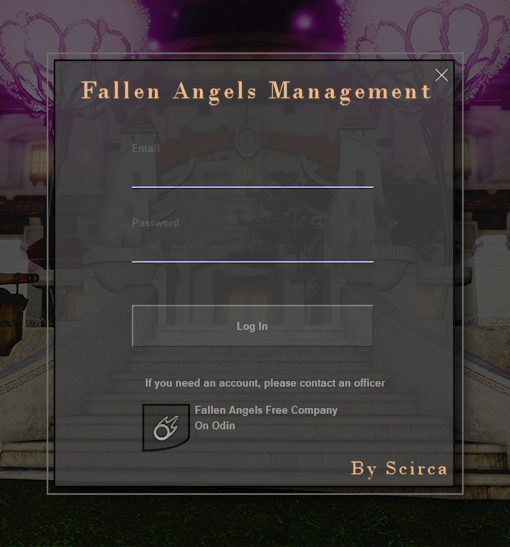 Fallen Angels Management
Email
Password
Log In
If you need an account, please contact an officer
Fallen Angels Free Company
On Odin
By Scirca